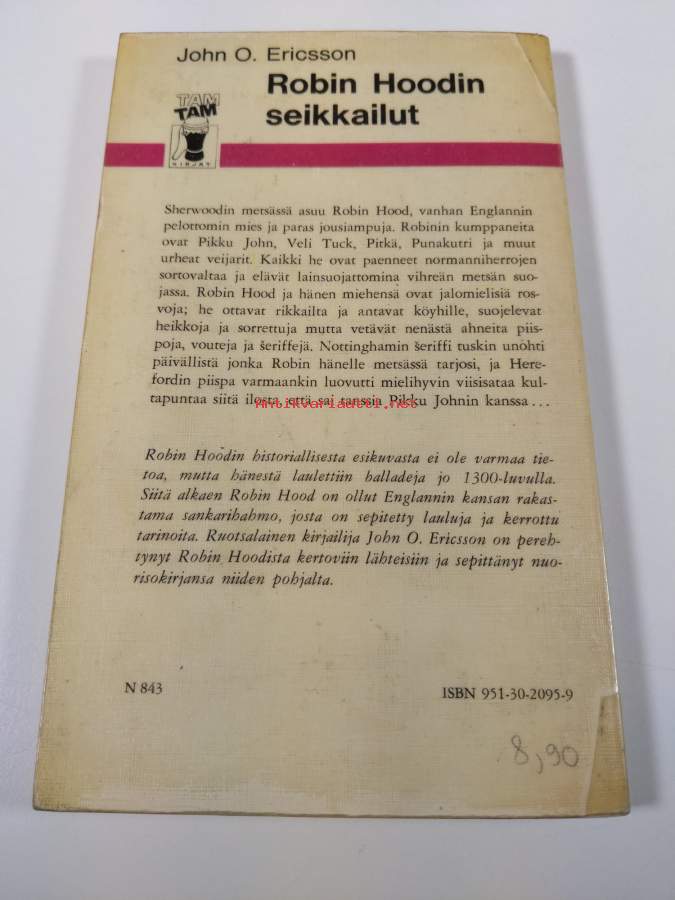 John O. Ericsson
Robin Hoodin
seikkailut
TAM
TAM
KIRJAT
Sherwoodin metsässä asuu Robin Hood, vanhan Englannin
pelottomin mies ja paras jousiampuja. Robinin kumppaneita
ovat Pikku John, Veli Tuck, Pitkä, Punakutri ja muut
urheat veijarit. Kaikki he ovat paenneet normanniherrojen
sortovaltaa ja elävät lainsuojattomina vihreän metsän suo-
jassa. Robin Hood ja hänen miehensä ovat jalomielisiä ros-
voja; he ottavat rikkailta ja antavat köyhille, suojelevat
heikkoja ja sorrettuja mutta vetävät nenästä ahneita piis-
poja, vouteja ja šeriffejä. Nottinghamin šeriffi tuskin unohti
päivällistä jonka Robin hänelle metsässä tarjosi, ja Here-
fordin piispa varmaankin luovutti mielihyvin viisisataa kul-
tapuntaa siitä ilosta että sai tanssia Pikku Johnin kanssa...
Antikvariaatti.net
Robin Hoodin historiallisesta esikuvasta ei ole varmaa tie-
toa, mutta hänestä laulettiin balladeja jo 1300-luvulla.
Siitä alkaen Robin Hood on ollut Englannin kansan rakas-
tama sankarihahmo, josta on sepitetty lauluja ja kerrottu
tarinoita. Ruotsalainen kirjailija John O. Ericsson on pereh-
tynyt Robin Hoodista kertoviin lähteisiin ja sepittänyt nuo-
risokirjansa niiden pohjalta.
N 843
ISBN 951-30-2095-9
8,90